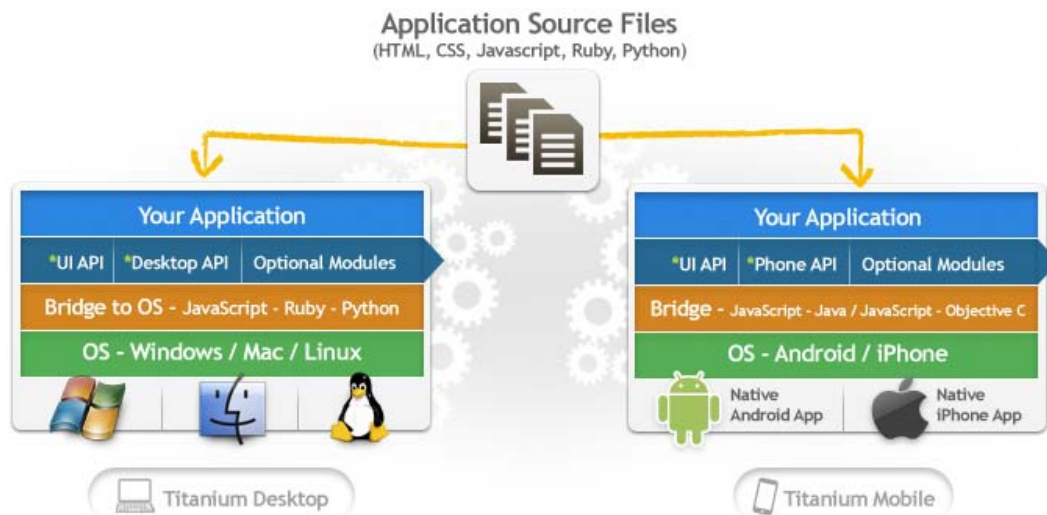 Application Source Files
(HTML, CSS, Javascript, Ruby, Python)
Your Application
*UI API *Desktop API Optional Modules
Bridge to OS - JavaScript - Ruby - Python
OS - Windows / Mac / Linux
Titanium Desktop
Your Application
*UI API *Phone API Optional Modules
Bridge - JavaScript - Java / JavaScript - Objective C
OS - Android / iPhone
Native
Android App
Native
iPhone App
Titanium Mobile